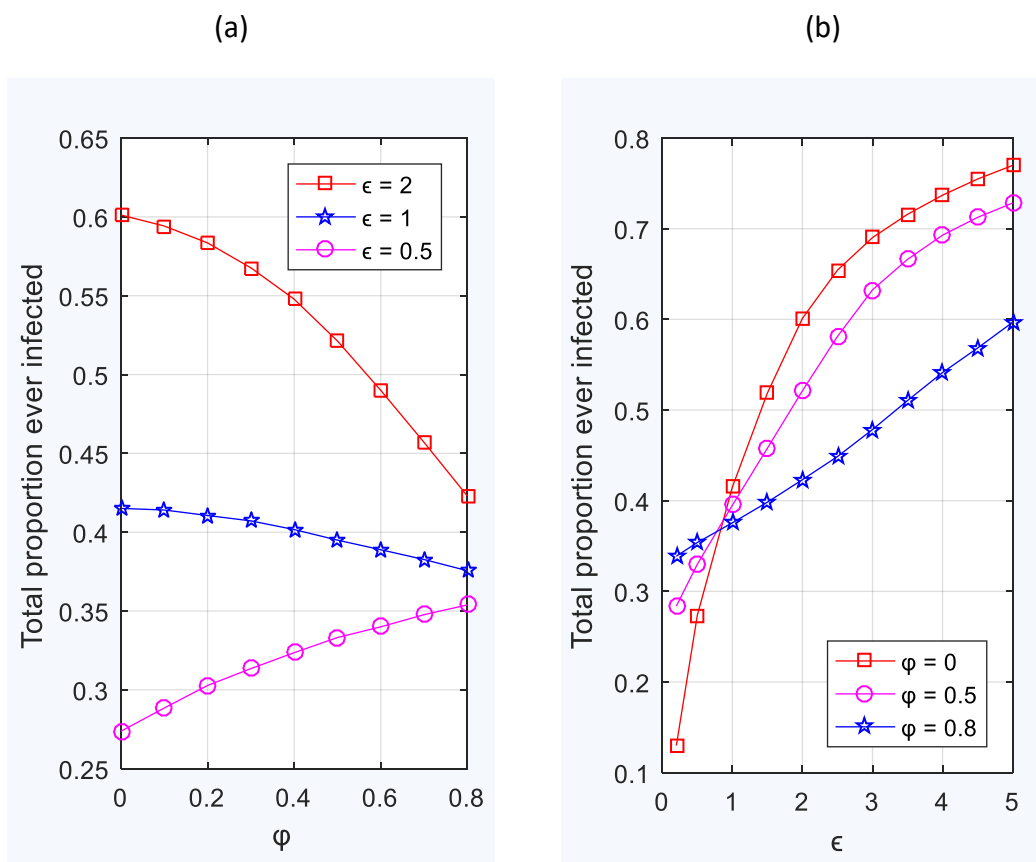 (a)
Total proportion ever infected
0.65
0.6
0.55
0.5
0.45
0.4
0.35
0.3
0.25
ϵ = 2
ϵ = 1
ϵ = 0.5
0 0.2 0.4 0.6 0.8
φ
(b)
Total proportion ever infected
0.8
0.7
0.6
0.5
0.4
0.3
0.2
0.1
φ = 0
φ = 0.5
φ = 0.8
0 1 2 3 4 5
ϵ